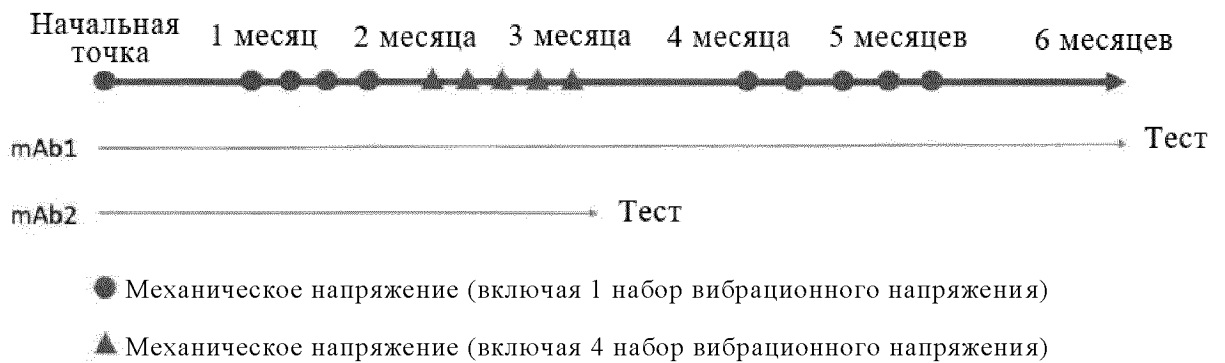 Начальная точка
1 месяц 2 месяца 3 месяца 4 месяца 5 месяцев 6 месяцев
mAb1 Тест
mAb2 Тест
Механическое напряжение (включая 1 набор вибрационного напряжения)
Механическое напряжение (включая 4 набор вибрационного напряжения)